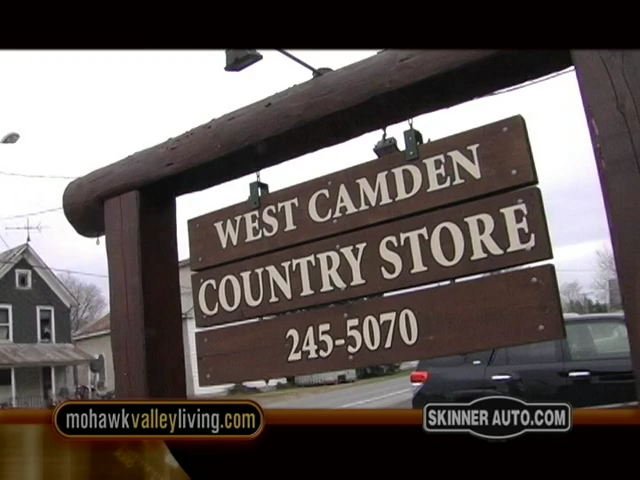 WEST CAMDEN
COUNTRY STORE
245-5070
mohawkvalleyliving.com
SKINNER AUTO.COM